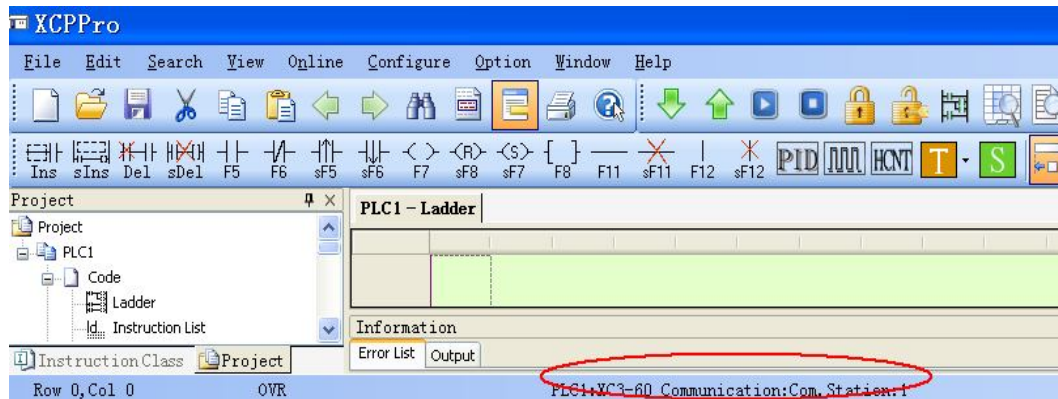 XCPPro
File Edit Search View Online Configure Option Window Help
Ins sIns Del sDel F5 F6 sF5 sF6 F7 sF8 sF7 F8 F11 sF11 F12 sF12 PID HCNT T S
Project
PLC1 - Ladder
Project
PLC1
Code
Ladder
Instruction List
Information
Error List Output
Instruction Class Project
Row 0, Col 0 OVR PLC1:XC3-60 Communication:Com, Station:1